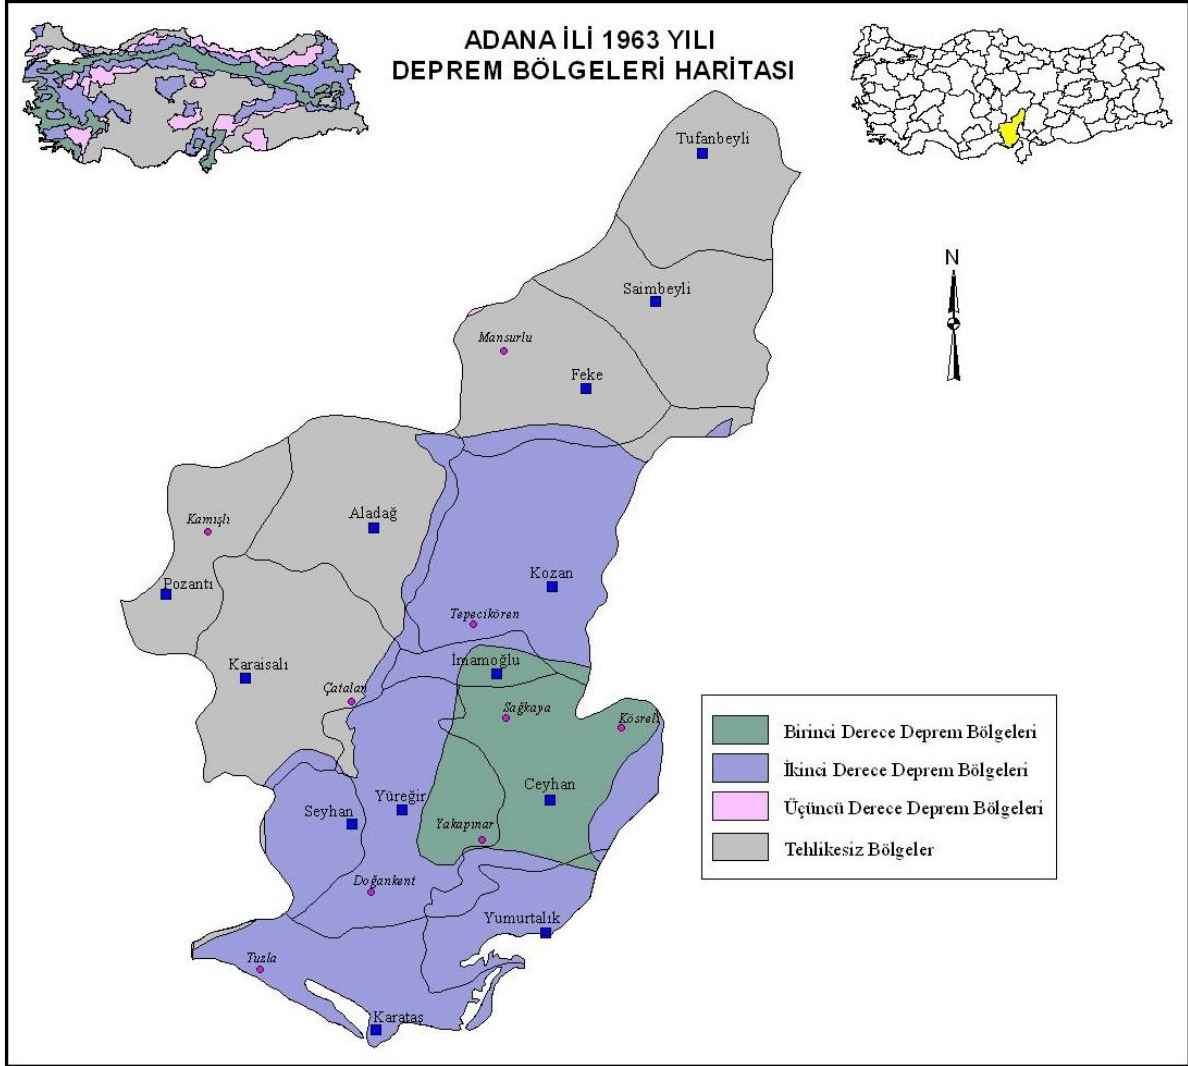 ADANA İLİ 1963 YILI
DEPREM BÖLGELERİ HARİTASI
Tufanbeyli
N
Saimbeyli
Mansurlu
Feke
Aladağ
Kamışlı
Kozan
Pozantı
Tepecikören
İmamoğlu
Karaisalı
Çatalan
Sağkaya
Kösreli
Birinci Derece Deprem Bölgeleri
İkinci Derece Deprem Bölgeleri
Üçüncü Derece Deprem Bölgeleri
Tehlikesiz Bölgeler
Ceyhan
Yüreğir
Seyhan
Yakapınar
Doğankent
Yumurtalık
Tuzla
Karataş